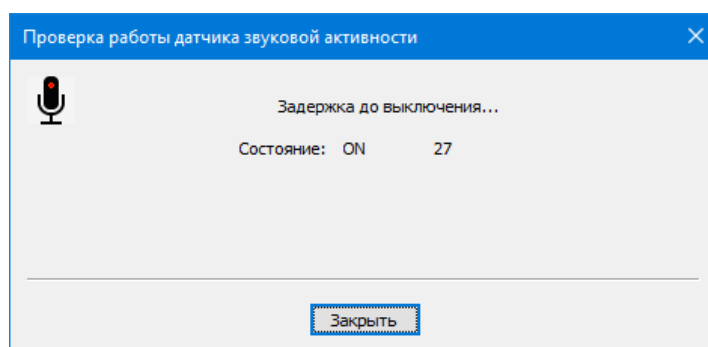 Проверка работы датчика звуковой активности
Задержка до выключения...
Состояние: ON 27
Закрыть